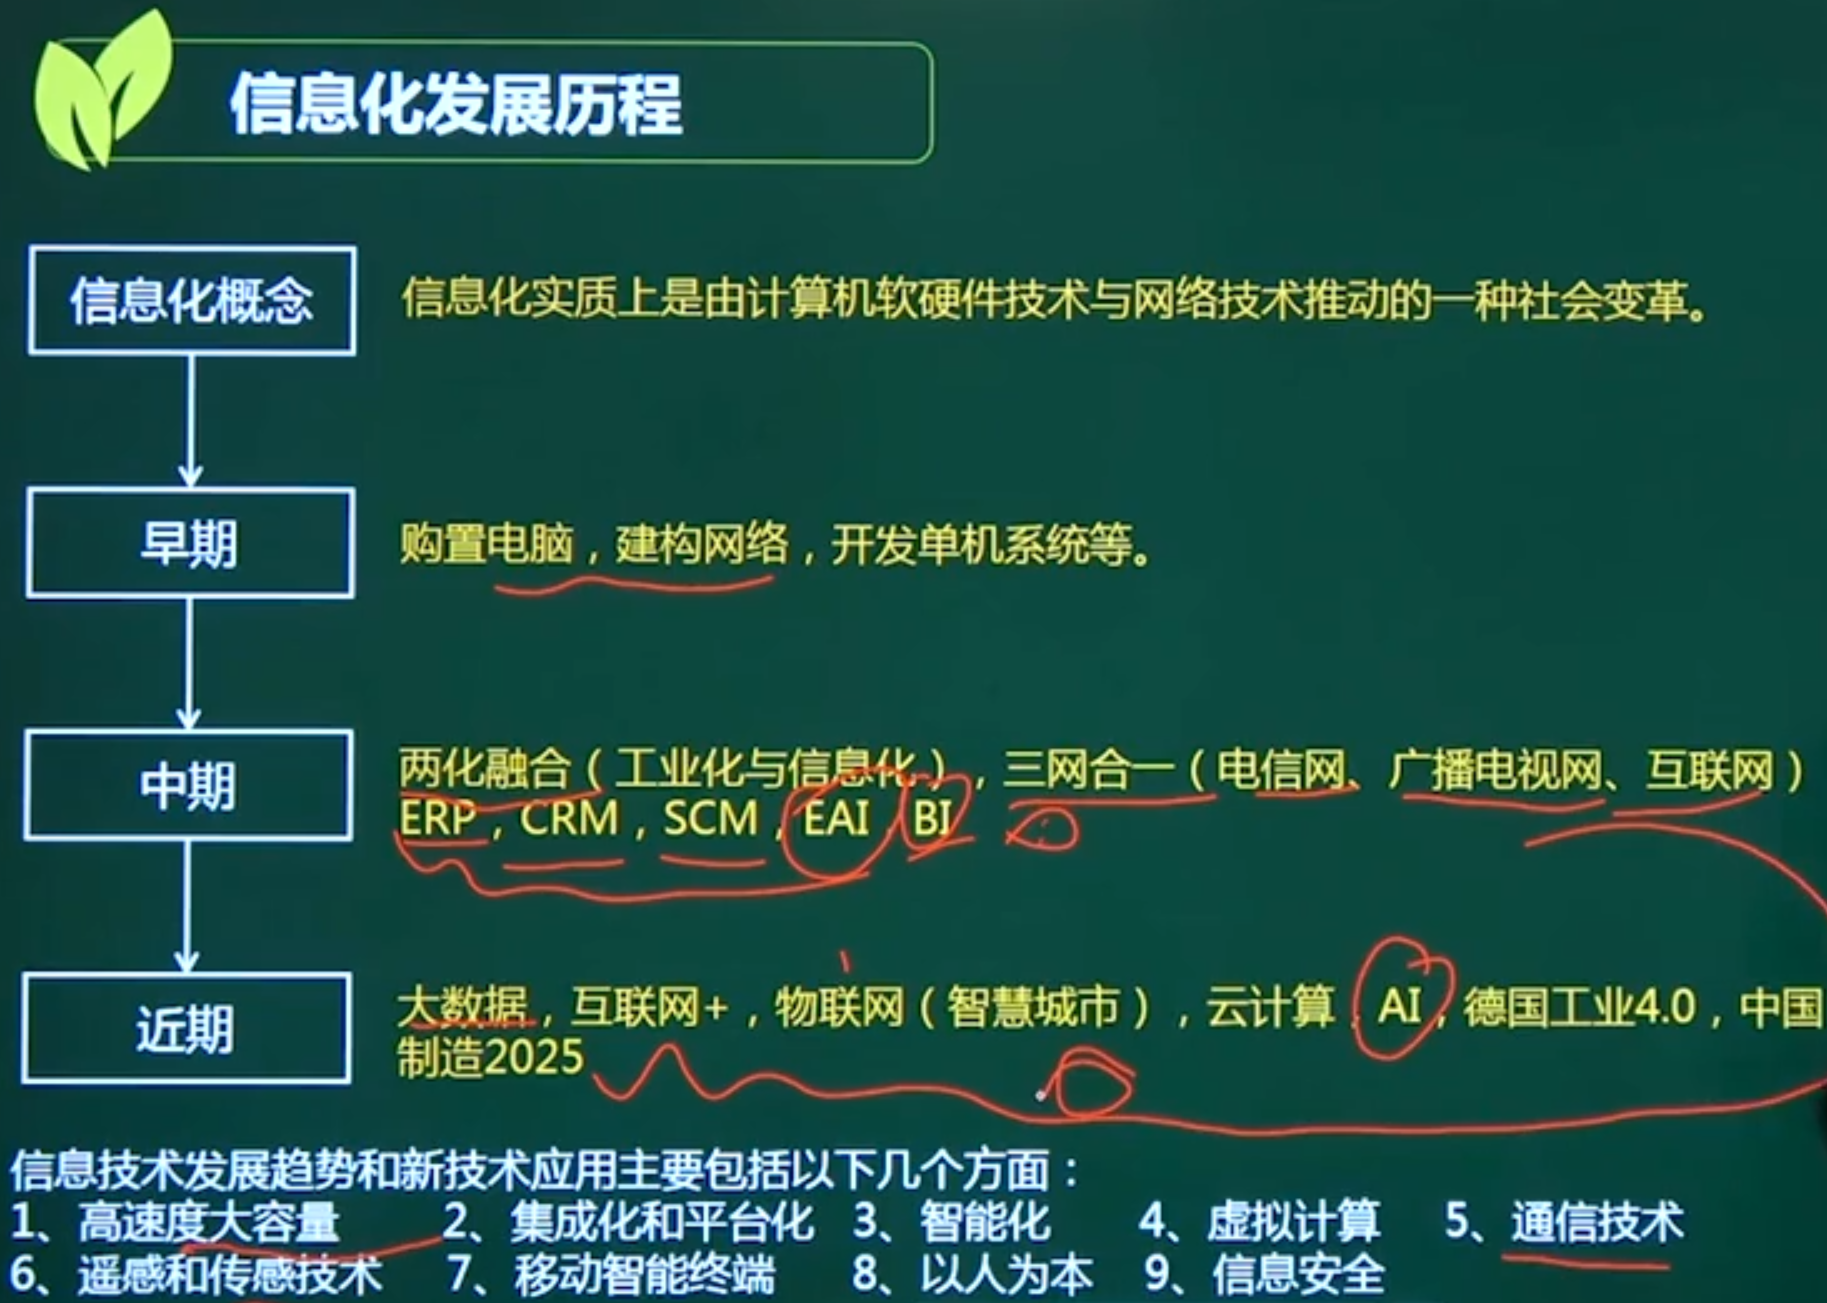 信息化发展历程
信息化概念
信息化实质上是由计算机软硬件技术与网络技术推动的一种社会变革。
早期
购置电脑，建构网络，开发单机系统等。
中期
两化融合（工业化与信息化），三网合一（电信网、广播电视网、互联网）
ERP，CRM，SCM，EAI，BI
近期
大数据，互联网+，物联网（智慧城市），云计算，AI，德国工业4.0，中国
制造2025
信息技术发展趋势和新技术应用主要包括以下几个方面：
1、高速度大容量 2、集成化和平台化 3、智能化 4、虚拟计算 5、通信技术
6、遥感和传感技术 7、移动智能终端 8、以人为本 9、信息安全